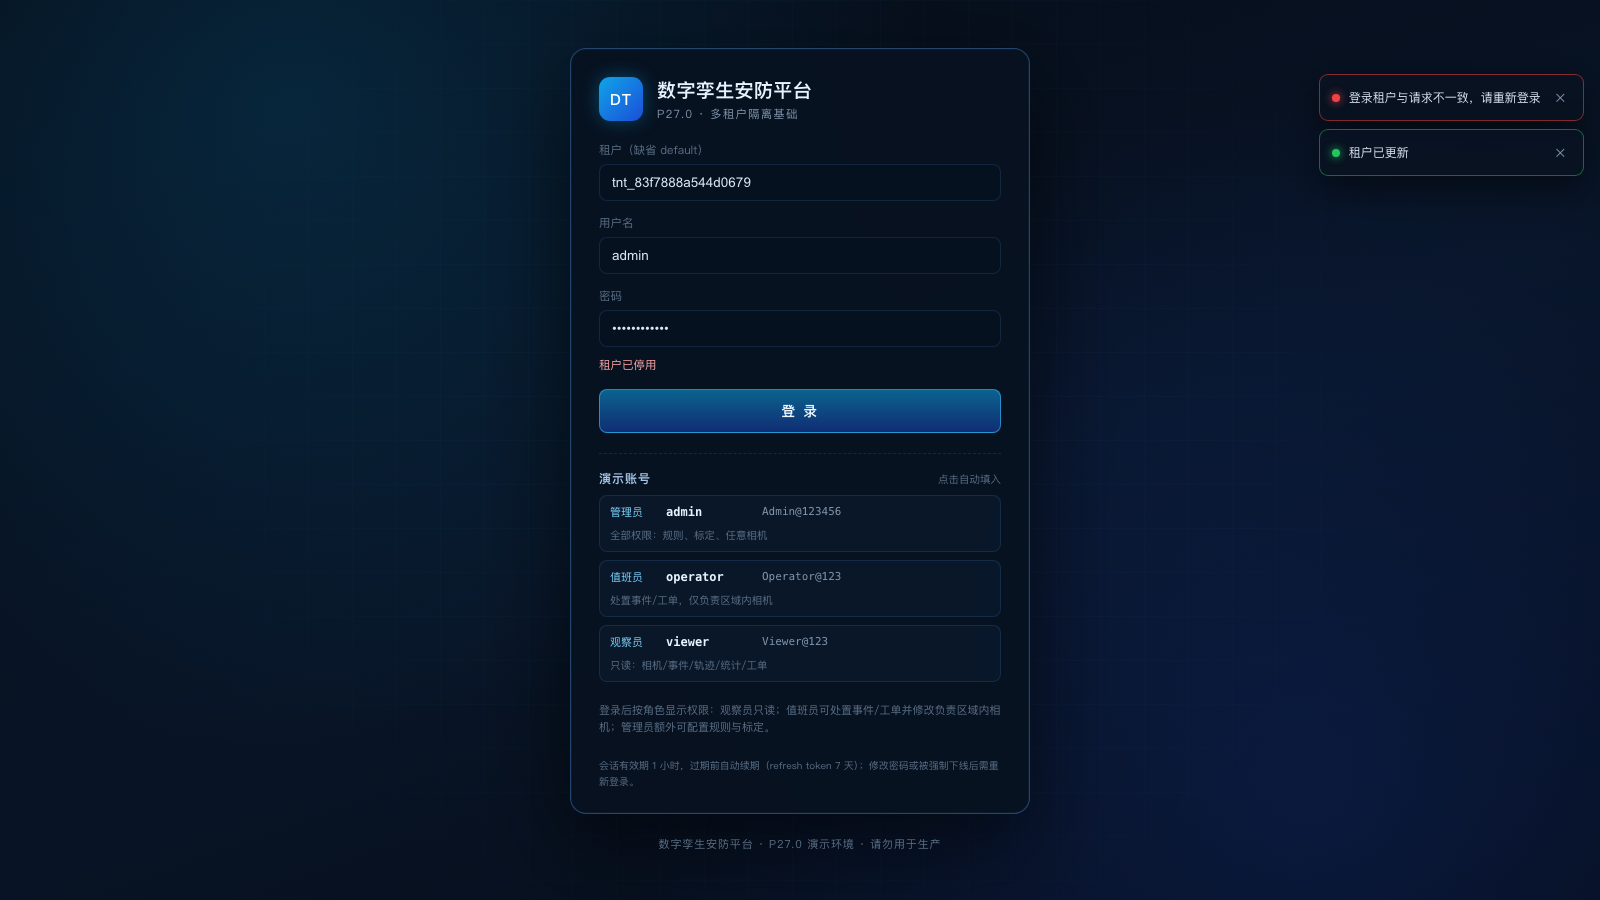 DT
数字孪生安防平台
P27.0 · 多租户隔离基础
租户（缺省 default）
tnt_83f7888a544d0679
用户名
admin
密码
••••••••••••
租户已停用
登 录
演示账号
点击自动填入
管理员 admin Admin@123456
全部权限：规则、标定、任意相机
值班员 operator Operator@123
处置事件/工单，仅负责区域内相机
观察员 viewer Viewer@123
只读：相机/事件/轨迹/统计/工单
登录后按角色显示权限：观察员只读；值班员可处置事件/工单并修改负责区域内相
机；管理员额外可配置规则与标定。
会话有效期 1 小时，过期前自动续期（refresh token 7 天）；修改密码或被强制下线后需重
新登录。
数字孪生安防平台 · P27.0 演示环境 · 请勿用于生产
登录租户与请求不一致，请重新登录
租户已更新